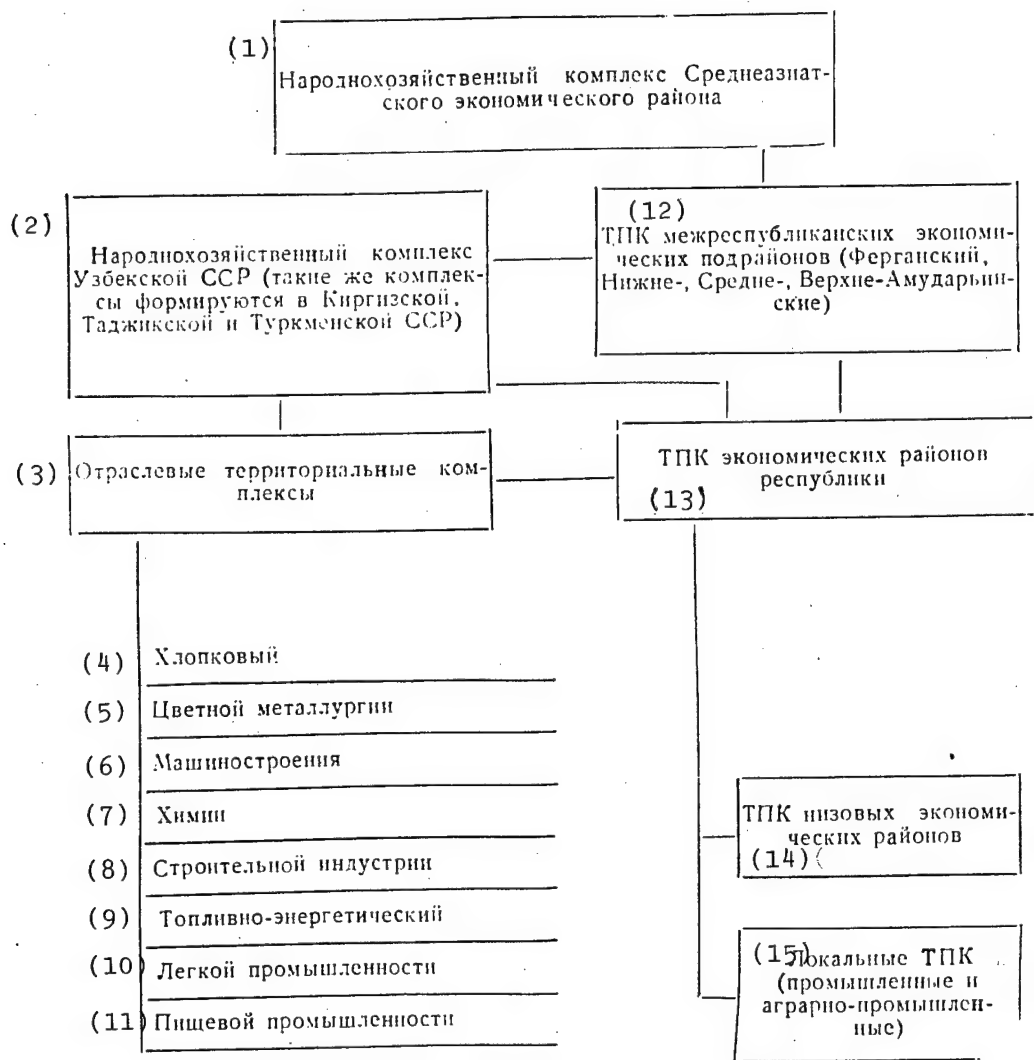 (1)
Народнохозяйственный комплекс Среднеазиат-
ского экономического района
(2)
Народнохозяйственный комплекс
Узбекской ССР (такие же комплек-
сы формируются в Киргизской,
Таджикской и Туркменской ССР)
(12)
ТПК межреспубликанских экономи-
ческих подрайонов (Ферганский,
Нижне-, Средне-, Верхне-Амударьин-
ские)
(3)
Отраслевые территориальные ком-
плексы
ТПК экономических районов
республики
(13)
(4) Хлопковый
(5) Цветной металлургии
(6) Машиностроения
(7) Химии
(8) Строительной индустрии
(9) Топливно-энергетический
(10) Легкой промышленности
(11) Пищевой промышленности
ТПК низовых экономи-
ческих районов
(14)(
(15) Локальные ТПК
(промышленные и
аграрно-промышлен-
ные)